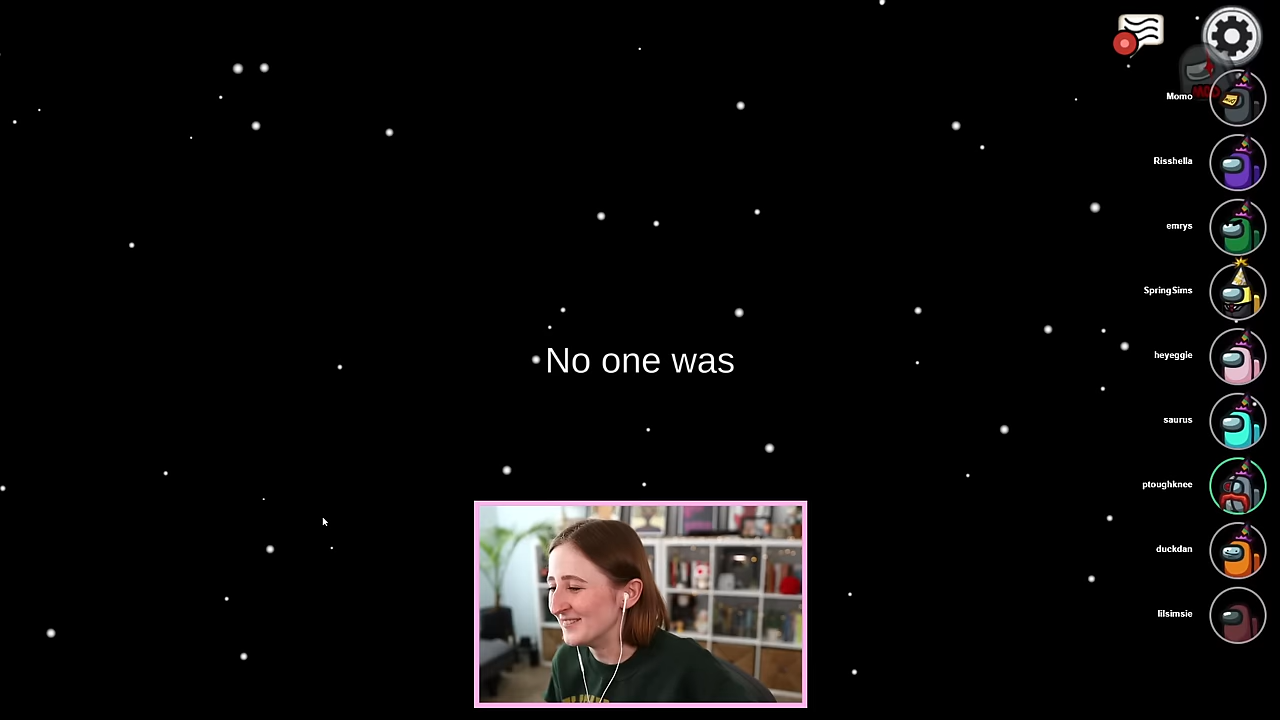 Momo
Risshella
emrys
SpringSims
No one was
heyeggie
saurus
ptoughknee
duckdan
lilsimsie